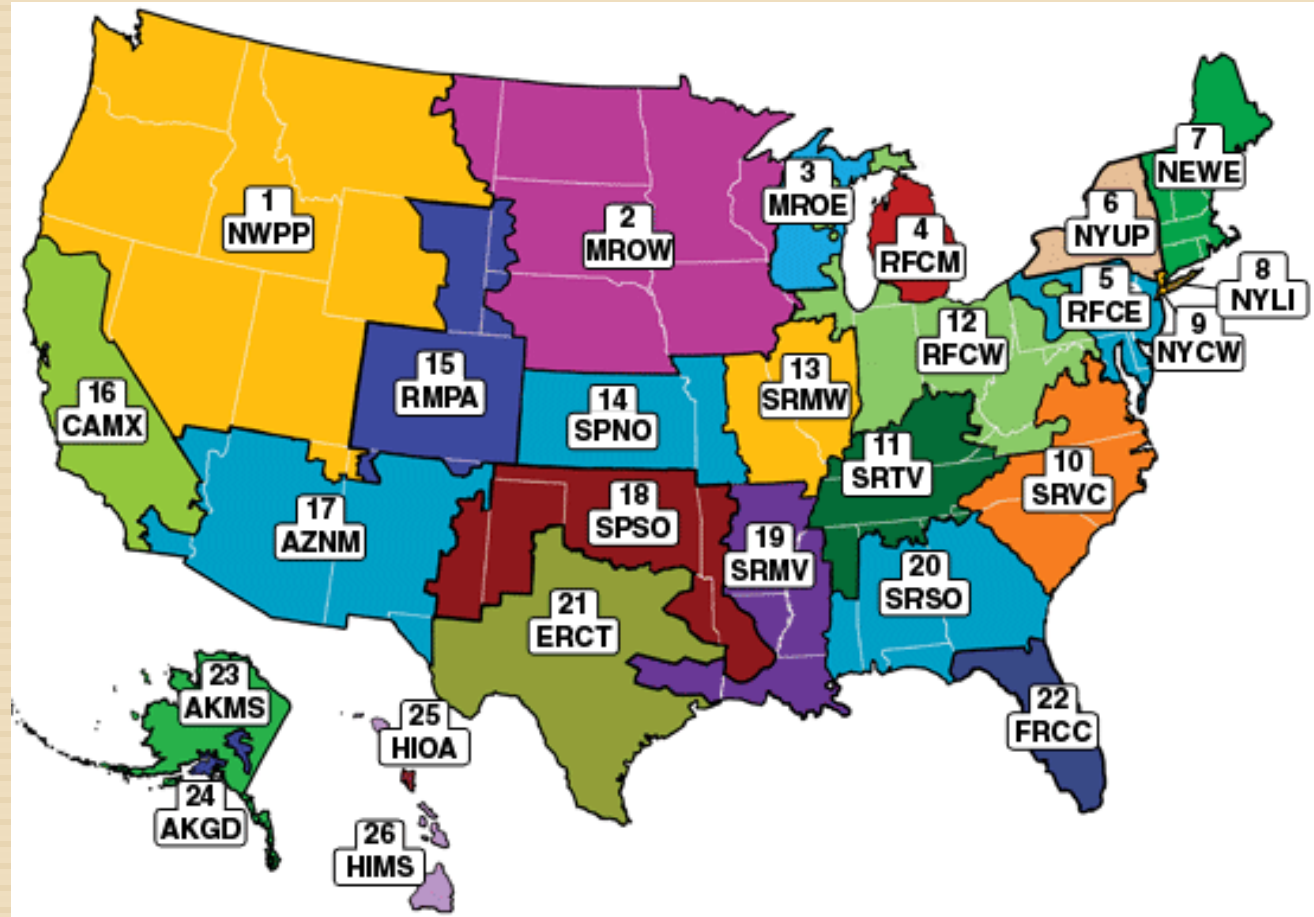 1
NWPP
2
MROW
3
MROE
4
RFCM
5
RFCE
6
NYUP
7
NEWE
8
NYLI
9
NYCW
10
SRVC
11
SRTV
12
RFCW
13
SRMW
14
SPNO
15
RMPA
16
CAMX
17
AZNM
18
SPSO
19
SRMV
20
SRSO
21
ERCT
22
FRCC
23
AKMS
24
AKGD
25
HIOA
26
HIMS